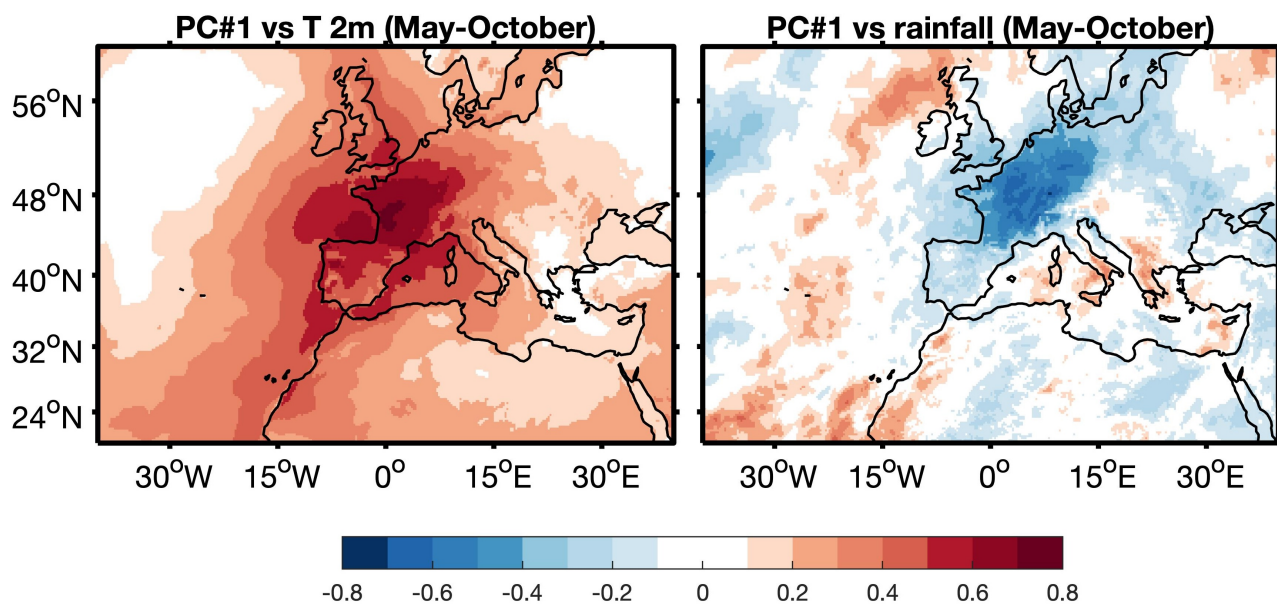 PC#1 vs T 2m (May-October)
PC#1 vs rainfall (May-October)
56°N
48°N
40°N
32°N
24°N
30°W 15°W 0° 15°E 30°E
30°W 15°W 0° 15°E 30°E
-0.8 -0.6 -0.4 -0.2 0 0.2 0.4 0.6 0.8